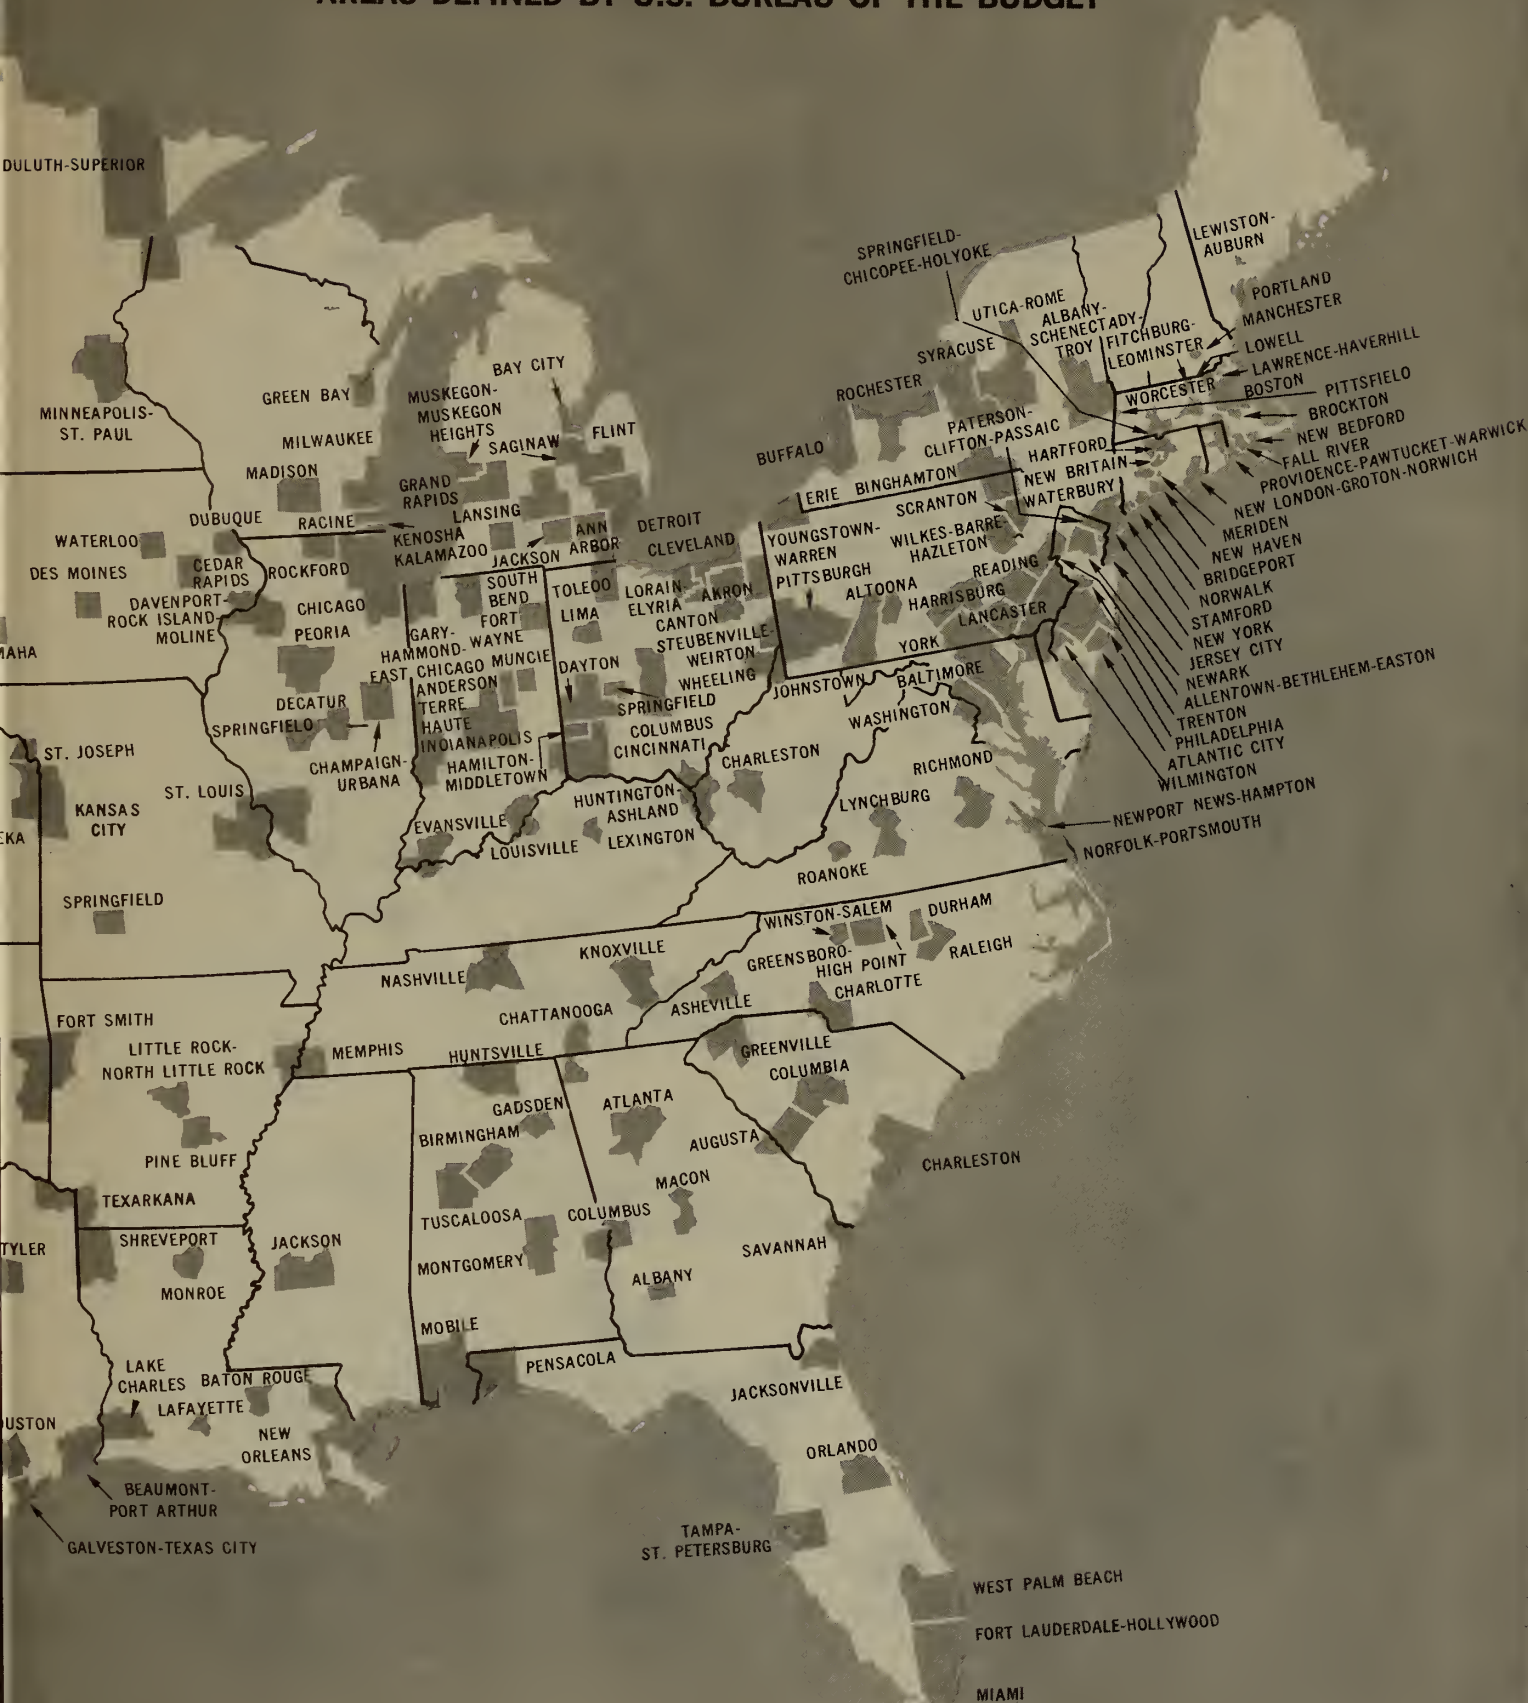 AREAS DEFINED BY U.S. BUREAU OF THE BUDGET
DULUTH-SUPERIOR
MINNEAPOLIS-
ST. PAUL
GREEN BAY
MILWAUKEE
MADISON
DUBUQUE
RACINE
KENOSHA
WATERLOO
DES MOINES
CEDAR
RAPIDS
ROCKFORD
DAVENPORT-
ROCK ISLAND-
MOLINE
CHICAGO
PEORIA
DECATUR
SPRINGFIELD
CHAMPAIGN-
URBANA
ST. LOUIS
ST. JOSEPH
KANSAS
CITY
SPRINGFIELD
MUSKEGON-
MUSKEGON
HEIGHTS
BAY CITY
SAGINAW
FLINT
GRAND
RAPIDS
LANSING
KALAMAZOO
JACKSON
ANN
ARBOR
DETROIT
SOUTH
BEND
FORT
WAYNE
GARY-
HAMMOND-
EAST CHICAGO
MUNCIE
ANDERSON
TERRE
HAUTE
INDIANAPOLIS
HAMILTON-
MIDDLETOWN
EVANSVILLE
LOUISVILLE
LEXINGTON
TOLEDO
LIMA
LORAIN-
ELYRIA
CLEVELAND
AKRON
CANTON
STEUBENVILLE-
WEIRTON
WHEELING
DAYTON
SPRINGFIELD
COLUMBUS
CINCINNATI
HUNTINGTON-
ASHLAND
CHARLESTON
YOUNGSTOWN-
WARREN
PITTSBURGH
ERIE
BUFFALO
ROCHESTER
SYRACUSE
UTICA-ROME
ALBANY-
SCHENECTADY-
TROY
BINGHAMTON
SPRINGFIELD-
CHICOPEE-HOLYOKE
PATERSON-
CLIFTON-PASSAIC
SCRANTON
WILKES-BARRE-
HAZLETON
ALTOONA
READING
HARRISBURG
LANCASTER
YORK
JOHNSTOWN
BALTIMORE
WASHINGTON
LEWISTON-
AUBURN
PORTLAND
MANCHESTER
FITCHBURG-
LEOMINSTER
LOWELL
LAWRENCE-HAVERHILL
WORCESTER
BOSTON
PITTSFIELD
BROCKTON
NEW BEDFORD
FALL RIVER
PROVIDENCE-PAWTUCKET-WARWICK
NEW LONDON-GROTON-NORWICH
HARTFORD
NEW BRITAIN
WATERBURY
MERIDEN
NEW HAVEN
BRIDGEPORT
NORWALK
STAMFORD
NEW YORK
JERSEY CITY
NEWARK
ALLENTOWN-BETHLEHEM-EASTON
TRENTON
PHILADELPHIA
ATLANTIC CITY
WILMINGTON
NEWPORT NEWS-HAMPTON
NORFOLK-PORTSMOUTH
RICHMOND
LYNCHBURG
ROANOKE
WINSTON-SALEM
DURHAM
GREENSBORO-
HIGH POINT
RALEIGH
CHARLOTTE
ASHEVILLE
KNOXVILLE
NASHVILLE
CHATTANOOGA
MEMPHIS
HUNTSVILLE
FORT SMITH
LITTLE ROCK-
NORTH LITTLE ROCK
PINE BLUFF
TEXARKANA
GREENVILLE
COLUMBIA
CHARLESTON
GADSDEN
BIRMINGHAM
TUSCALOOSA
MONTGOMERY
MOBILE
ATLANTA
AUGUSTA
MACON
COLUMBUS
SAVANNAH
ALBANY
TYLER
SHREVEPORT
MONROE
JACKSON
LAKE
CHARLES
BATON ROUGE
LAFAYETTE
NEW
ORLEANS
BEAUMONT-
PORT ARTHUR
GALVESTON-TEXAS CITY
PENSACOLA
JACKSONVILLE
ORLANDO
TAMPA-
ST. PETERSBURG
WEST PALM BEACH
FORT LAUDERDALE-HOLLYWOOD
MIAMI